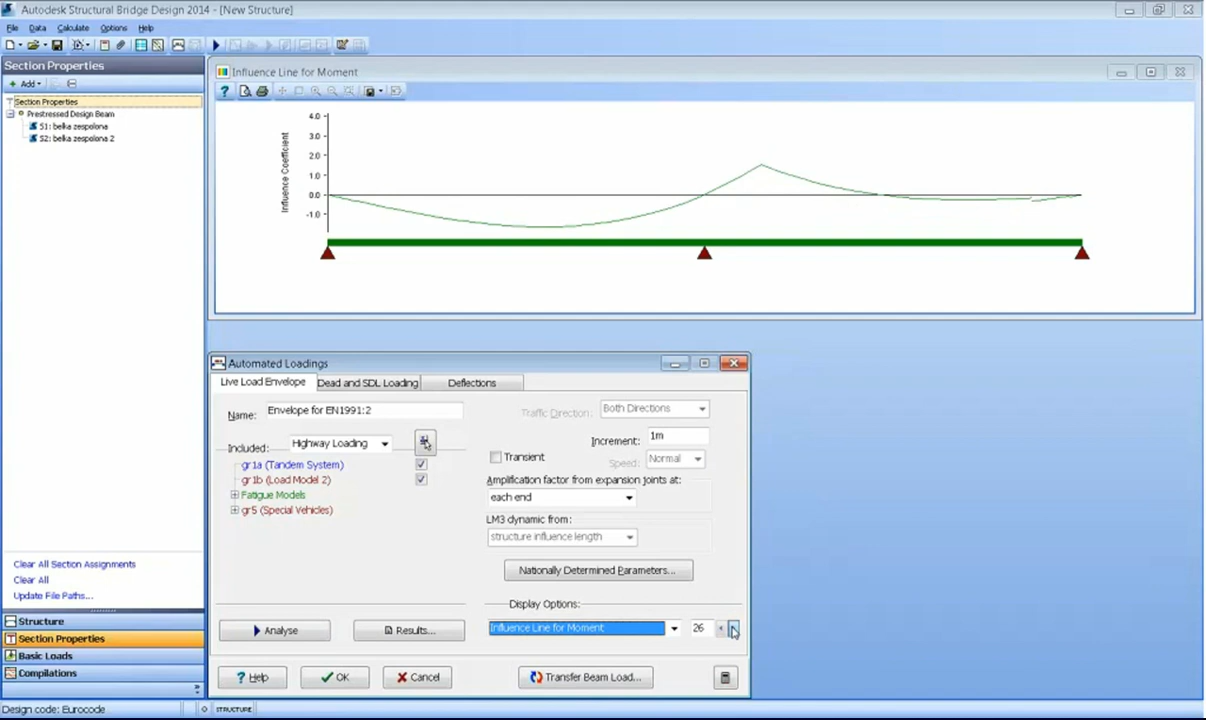 Autodesk Structural Bridge Design 2014 - [New Structure]
File Data Calculate Options Help
Section Properties
Add
Section Properties
Prestressed Design Beam
S1: belka zespolona
S2: belka zespolona 2
Clear All Section Assignments
Clear All
Update File Paths...
Structure
Section Properties
Basic Loads
Compilations
Design code: Eurocode
STRUCTURE
Influence Line for Moment
Influence Coefficient
4.0
3.0
2.0
1.0
0.0
-1.0
Automated Loadings
Live Load Envelope Dead and SDL Loading Deflections
Name: Envelope for EN1991:2
Included: Highway Loading
gr1a (Tandem System)
gr1b (Load Model 2)
Fatigue Models
gr5 (Special Vehicles)
Traffic Direction: Both Directions
Increment: 1m
Transient Speed: Normal
Amplification factor from expansion joints at:
each end
LM3 dynamic from:
structure influence length
Nationally Determined Parameters...
Display Options:
Influence Line for Moment 26
Analyse Results...
Help OK Cancel Transfer Beam Load...